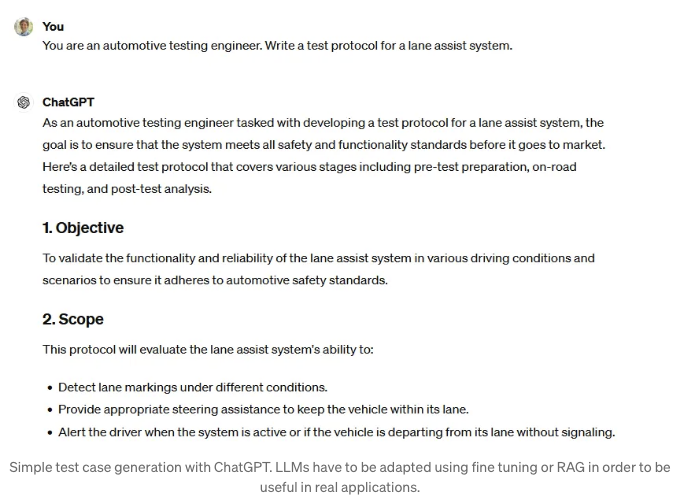 You
You are an automotive testing engineer. Write a test protocol for a lane assist system.
ChatGPT
As an automotive testing engineer tasked with developing a test protocol for a lane assist system, the
goal is to ensure that the system meets all safety and functionality standards before it goes to market.
Here's a detailed test protocol that covers various stages including pre-test preparation, on-road
testing, and post-test analysis.
1. Objective
To validate the functionality and reliability of the lane assist system in various driving conditions and
scenarios to ensure it adheres to automotive safety standards.
2. Scope
This protocol will evaluate the lane assist system's ability to:
• Detect lane markings under different conditions.
• Provide appropriate steering assistance to keep the vehicle within its lane.
• Alert the driver when the system is active or if the vehicle is departing from its lane without signaling.
Simple test case generation with ChatGPT. LLMs have to be adapted using fine tuning or RAG in order to be
useful in real applications.